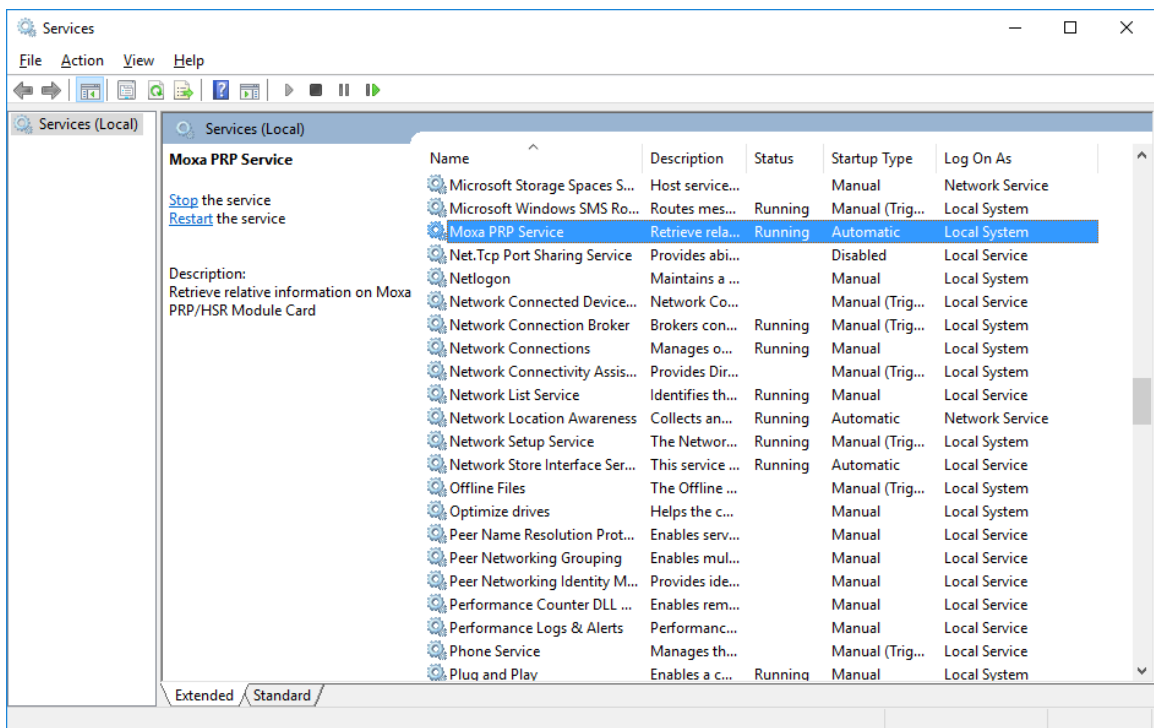 Services
File Action View Help
Services (Local)
Services (Local)
Moxa PRP Service
Stop the service
Restart the service
Description:
Retrieve relative information on Moxa
PRP/HSR Module Card
Name Description Status Startup Type Log On As
Microsoft Storage Spaces S... Host service... Manual Network Service
Microsoft Windows SMS Ro... Routes mes... Running Manual (Trig... Local System
Moxa PRP Service Retrieve rela... Running Automatic Local System
Net.Tcp Port Sharing Service Provides abi... Disabled Local Service
Netlogon Maintains a ... Manual Local System
Network Connected Device... Network Co... Manual (Trig... Local Service
Network Connection Broker Brokers con... Running Manual (Trig... Local System
Network Connections Manages o... Running Manual Local System
Network Connectivity Assis... Provides Dir... Manual (Trig... Local System
Network List Service Identifies th... Running Manual Local Service
Network Location Awareness Collects an... Running Automatic Network Service
Network Setup Service The Networ... Running Manual (Trig... Local System
Network Store Interface Ser... This service ... Running Automatic Local Service
Offline Files The Offline ... Manual (Trig... Local System
Optimize drives Helps the c... Manual Local System
Peer Name Resolution Prot... Enables serv... Manual Local Service
Peer Networking Grouping Enables mul... Manual Local Service
Peer Networking Identity M... Provides ide... Manual Local Service
Performance Counter DLL ... Enables rem... Manual Local Service
Performance Logs & Alerts Performanc... Manual Local Service
Phone Service Manages th... Manual (Trig... Local Service
Plug and Play Enables a c... Running Manual Local System
Extended Standard